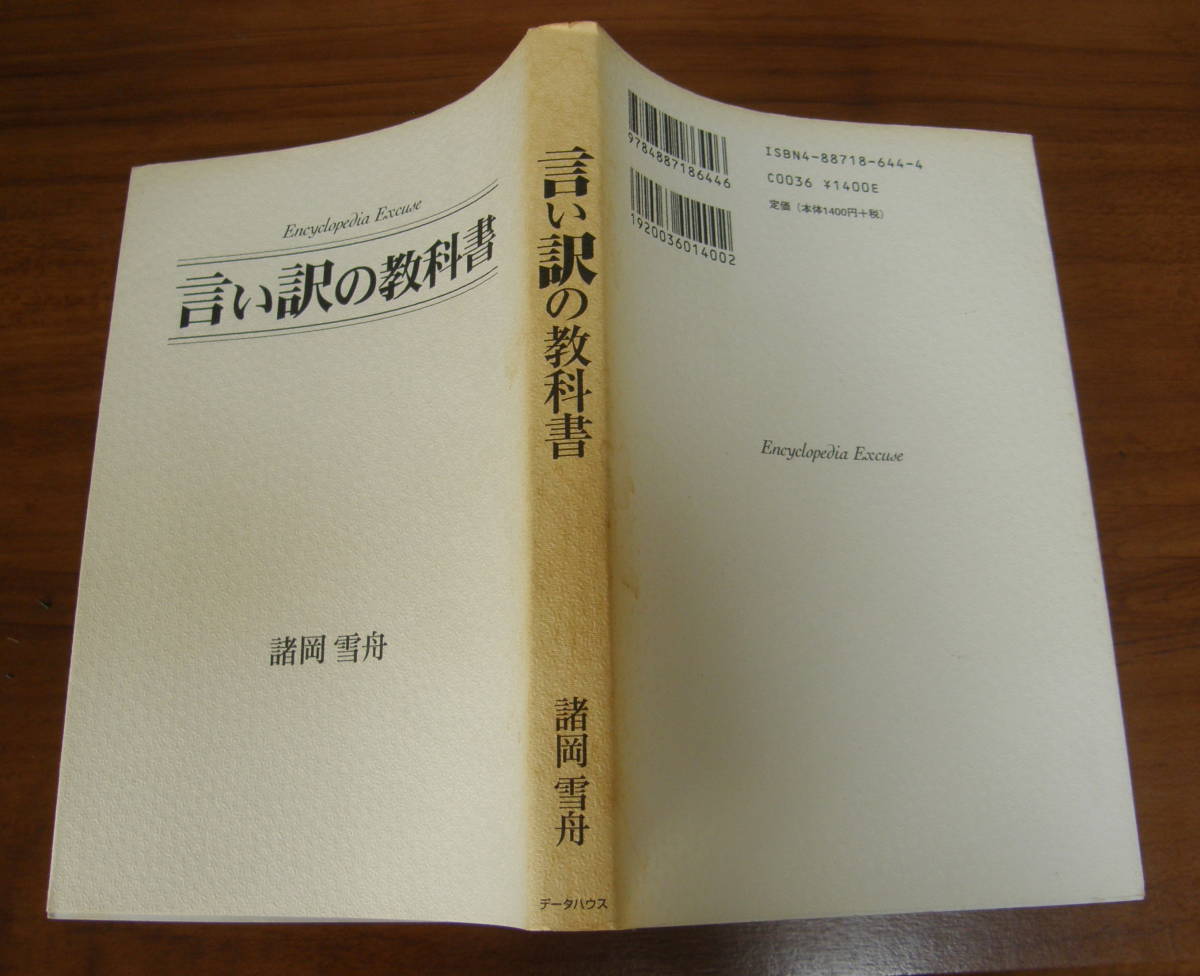 Encyclopedia Excuse
言い訳の教科書
諸岡 雪舟
言い訳の教科書
諸岡 雪舟
データハウス
9784887186446
1920036014002
ISBN4-88718-644-4
C0036 ¥1400E
定価（本体1400円+税）
Encyclopedia Excuse